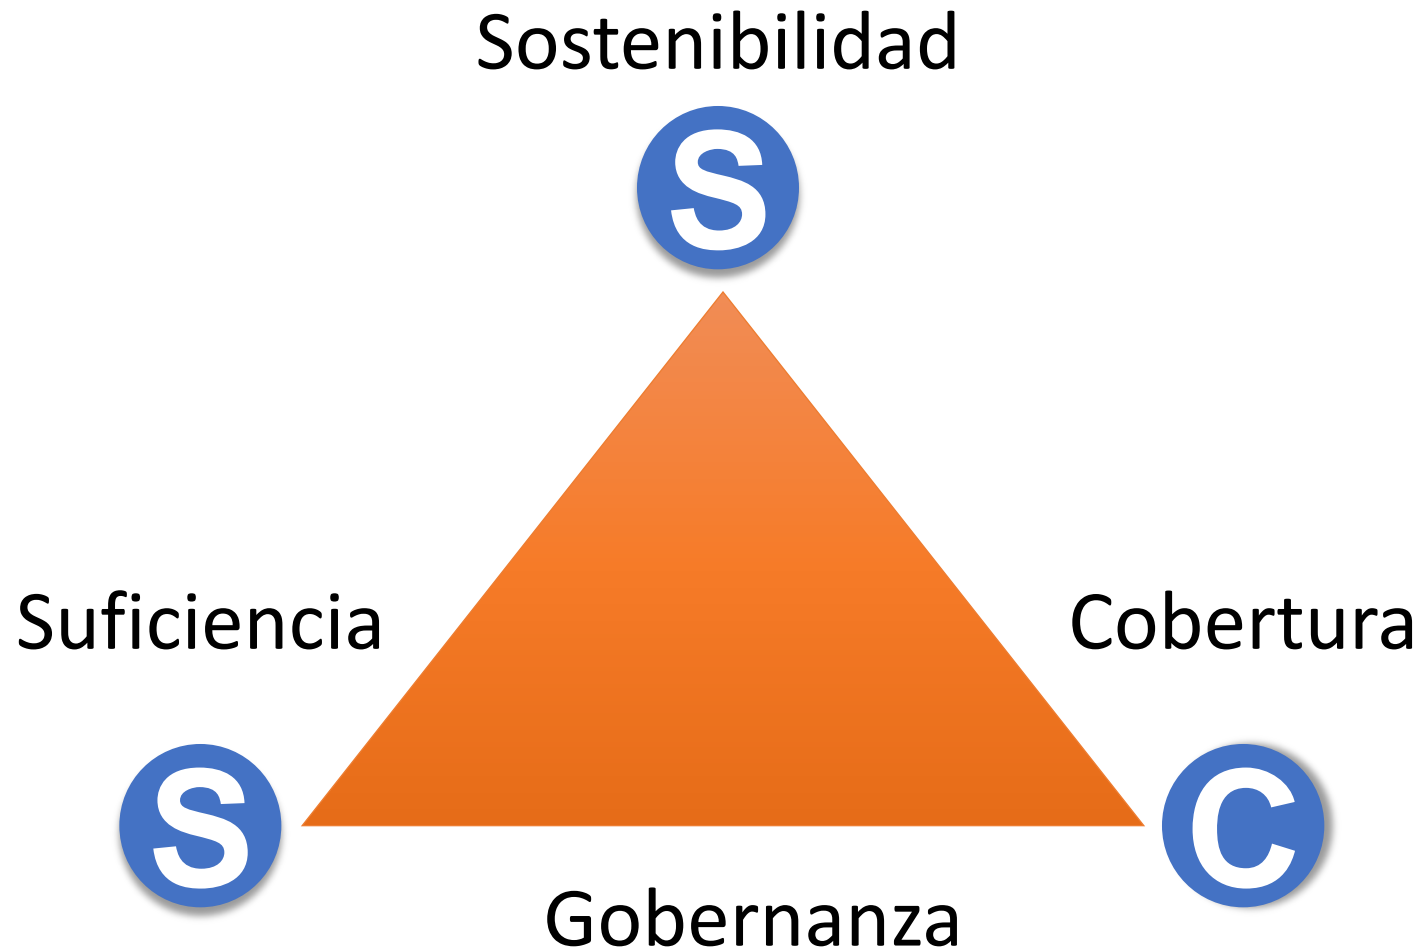 Sostenibilidad
S
Suficiencia
Cobertura
S
C
Gobernanza